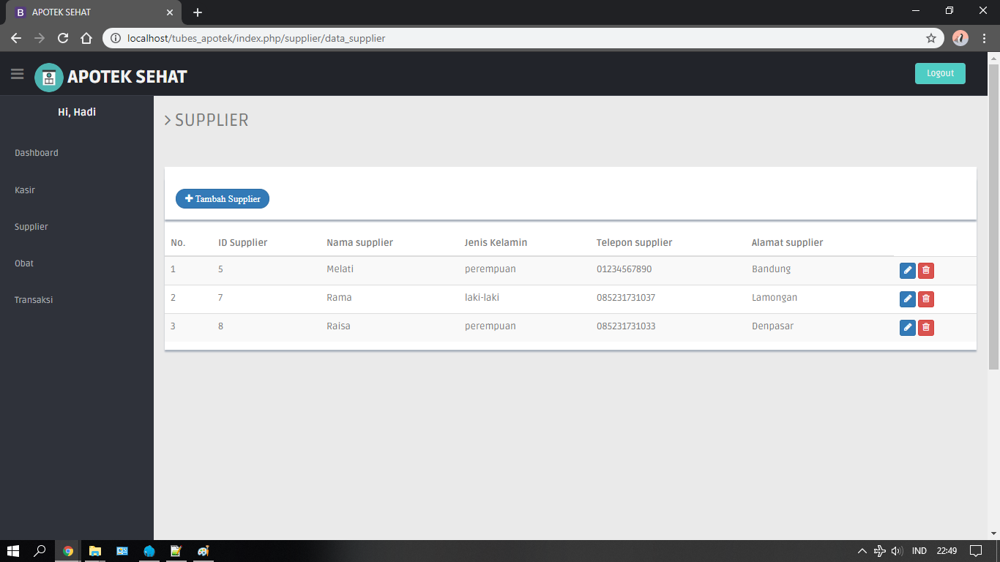 APOTEK SEHAT
localhost/tubes_apotek/index.php/supplier/data_supplier
APOTEK SEHAT
Logout
Hi, Hadi
Dashboard
Kasir
Supplier
Obat
Transaksi
SUPPLIER
Tambah Supplier
No. ID Supplier Nama supplier Jenis Kelamin Telepon supplier Alamat supplier
1 5 Melati perempuan 01234567890 Bandung
2 7 Rama laki-laki 085231731037 Lamongan
3 8 Raisa perempuan 085231731033 Denpasar
IND 22:49